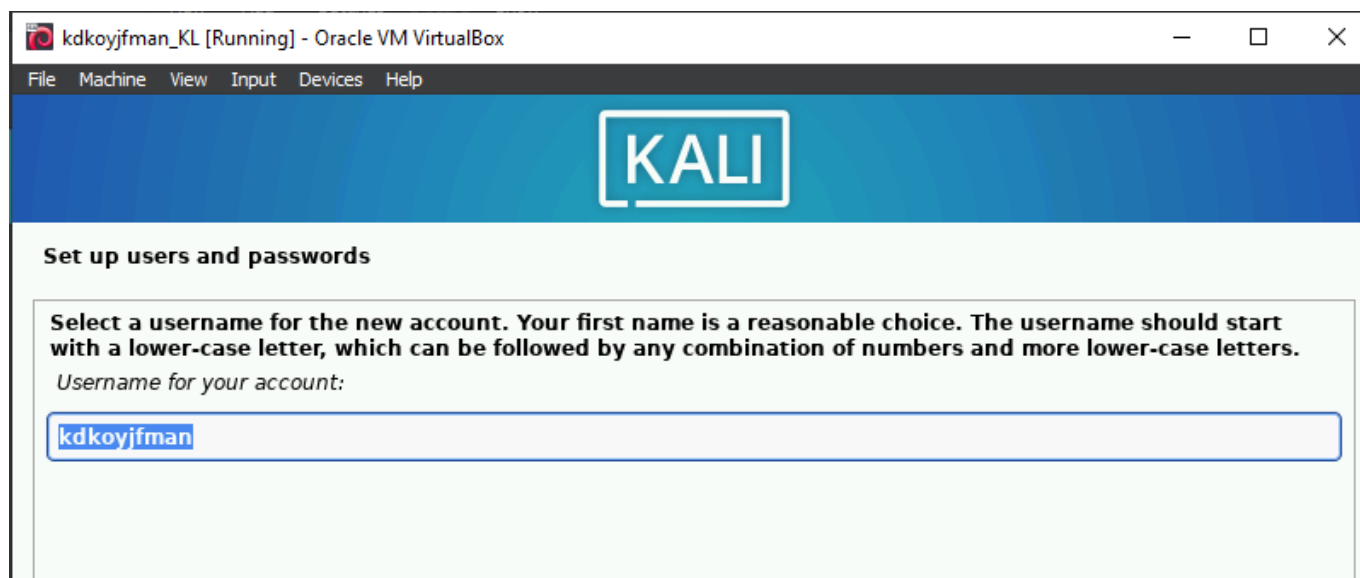 kdkoyjfman_KL [Running] - Oracle VM VirtualBox
File Machine View Input Devices Help
KALI
Set up users and passwords
Select a username for the new account. Your first name is a reasonable choice. The username should start
with a lower-case letter, which can be followed by any combination of numbers and more lower-case letters.
Username for your account:
kdkoyjfman